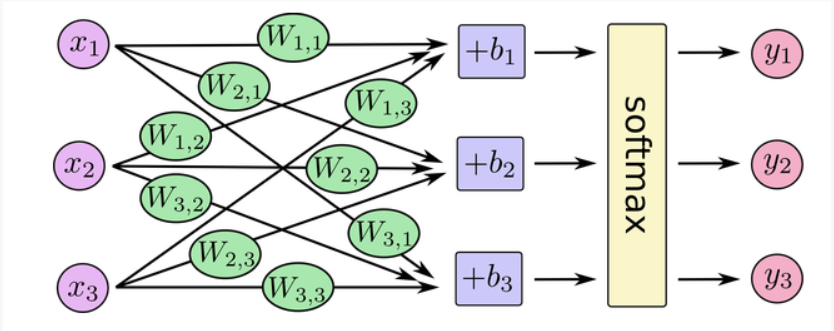 x₁ W₁,₁ +b₁ y₁
W₂,₁
W₁,₃
W₁,₂
x₂ W₂,₂ +b₂ softmax y₂
W₃,₂
W₃,₁
W₂,₃
x₃ W₃,₃ +b₃ y₃